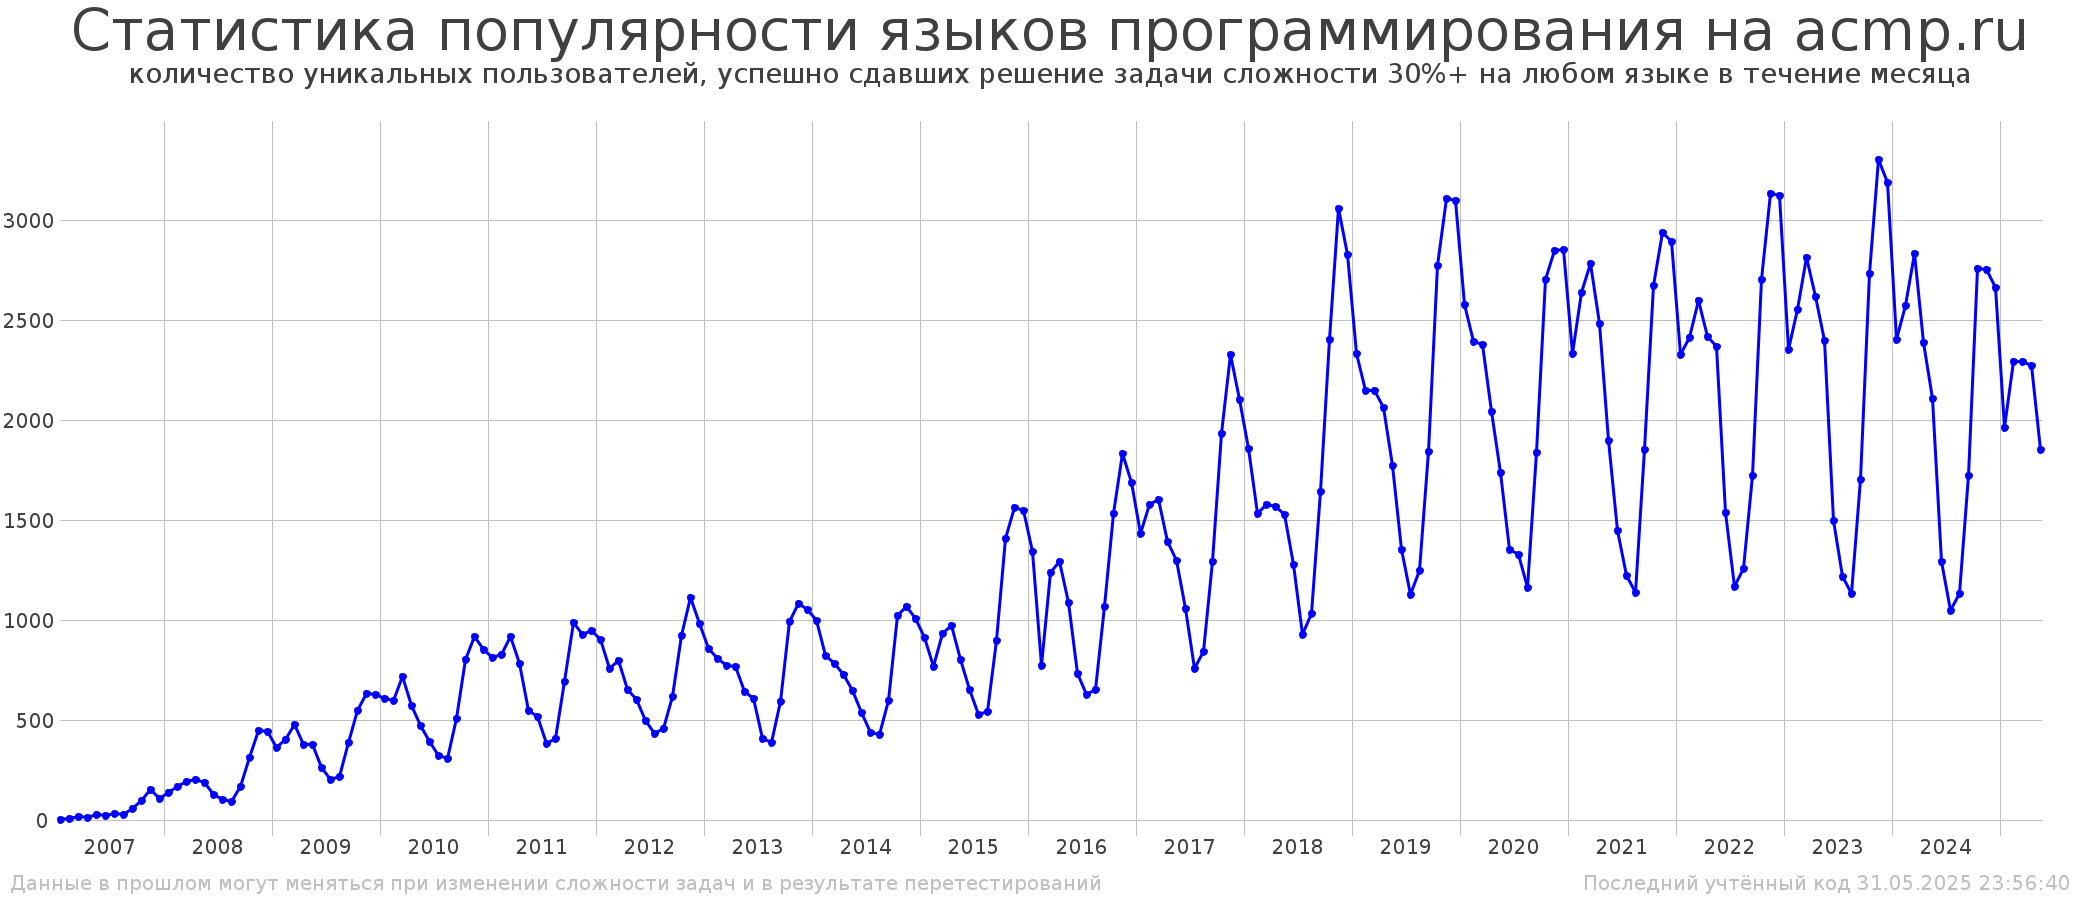 Статистика популярности языков программирования на acmp.ru
количество уникальных пользователей, успешно сдавших решение задачи сложности 30%+ на любом языке в течение месяца
3000
2500
2000
1500
1000
500
0
2007 2008 2009 2010 2011 2012 2013 2014 2015 2016 2017 2018 2019 2020 2021 2022 2023 2024
Данные в прошлом могут меняться при изменении сложности задач и в результате перетестирований
Последний учтённый код 31.05.2025 23:56:40